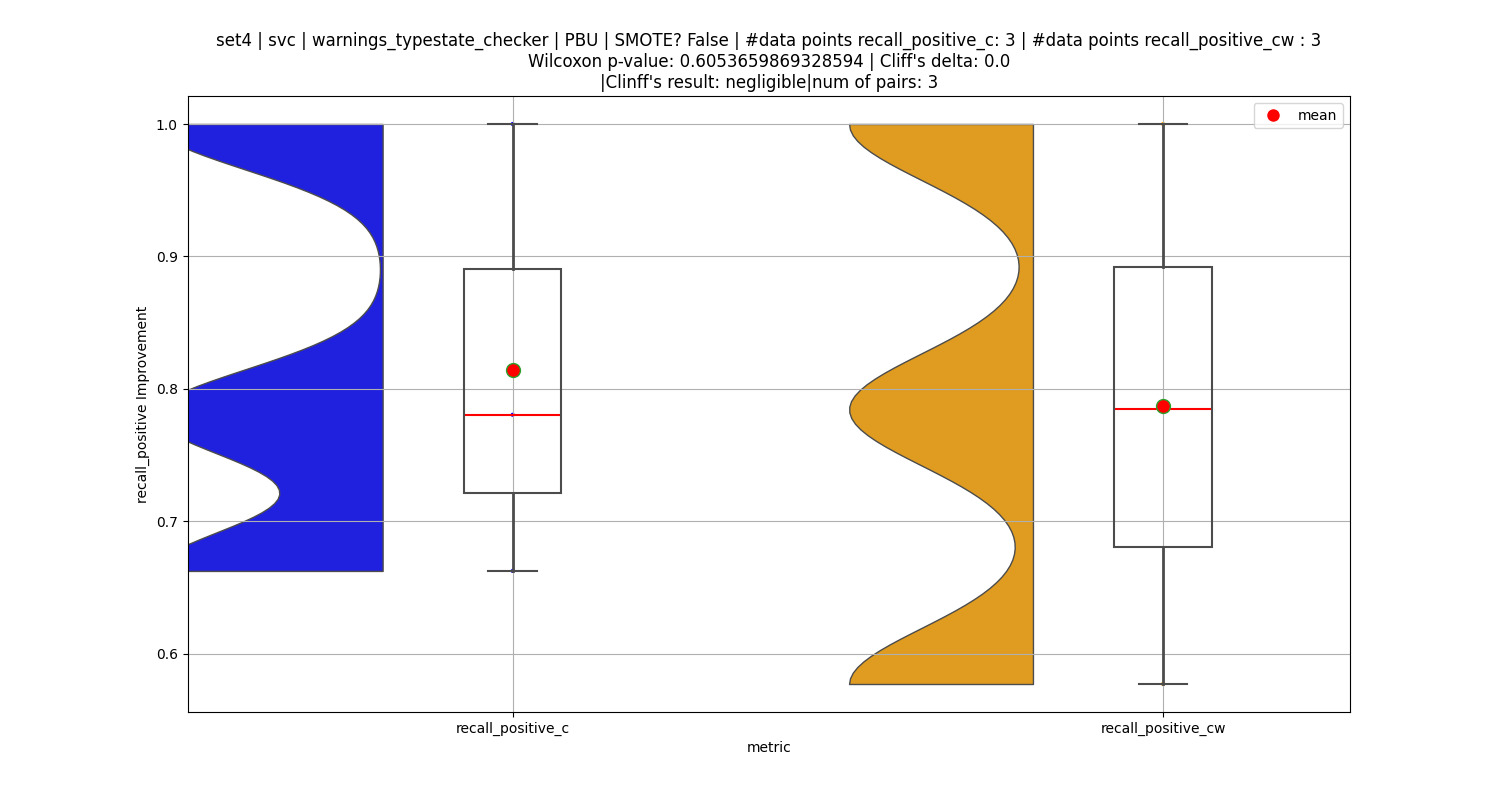 set4 | svc | warnings_typestate_checker | PBU | SMOTE? False | #data points recall_positive_c: 3 | #data points recall_positive_cw : 3
Wilcoxon p-value: 0.6053659869328594 | Cliff's delta: 0.0
|Clinff's result: negligible|num of pairs: 3
mean
1.0
0.9
0.8
0.7
0.6
recall_positive Improvement
recall_positive_c
recall_positive_cw
metric